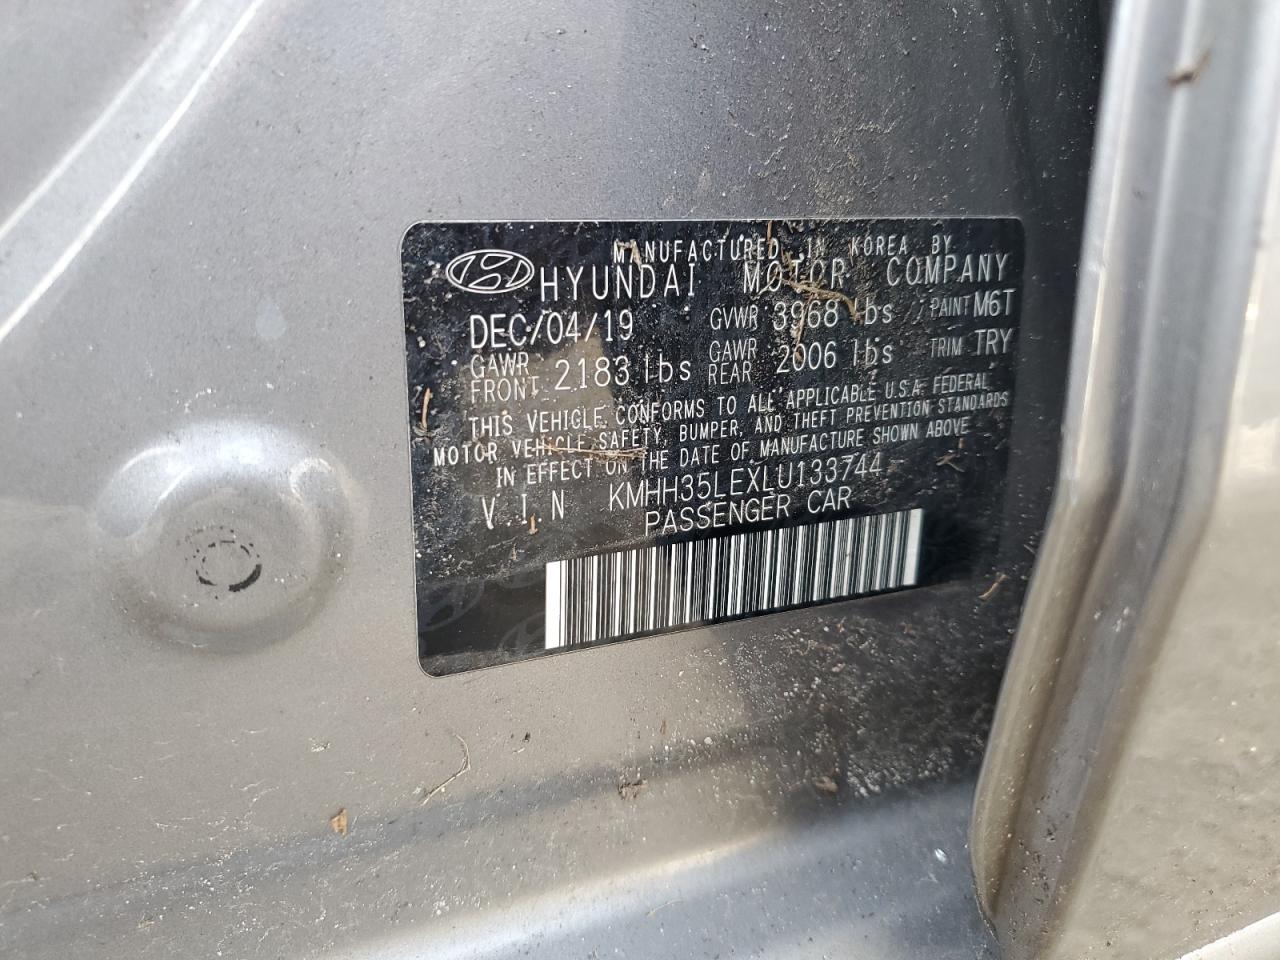 MANUFACTURED IN KOREA BY
HYUNDAI MOTOR COMPANY
DEC/04/19 GVWR 3968 lbs PAINT M6T
GAWR FRONT 2183 lbs GAWR REAR 2006 lbs TRIM TRY
THIS VEHICLE CONFORMS TO ALL APPLICABLE U.S.A. FEDERAL
MOTOR VEHICLE SAFETY, BUMPER, AND THEFT PREVENTION STANDARDS
IN EFFECT ON THE DATE OF MANUFACTURE SHOWN ABOVE
VIN KMHH35LEXLU133744
PASSENGER CAR